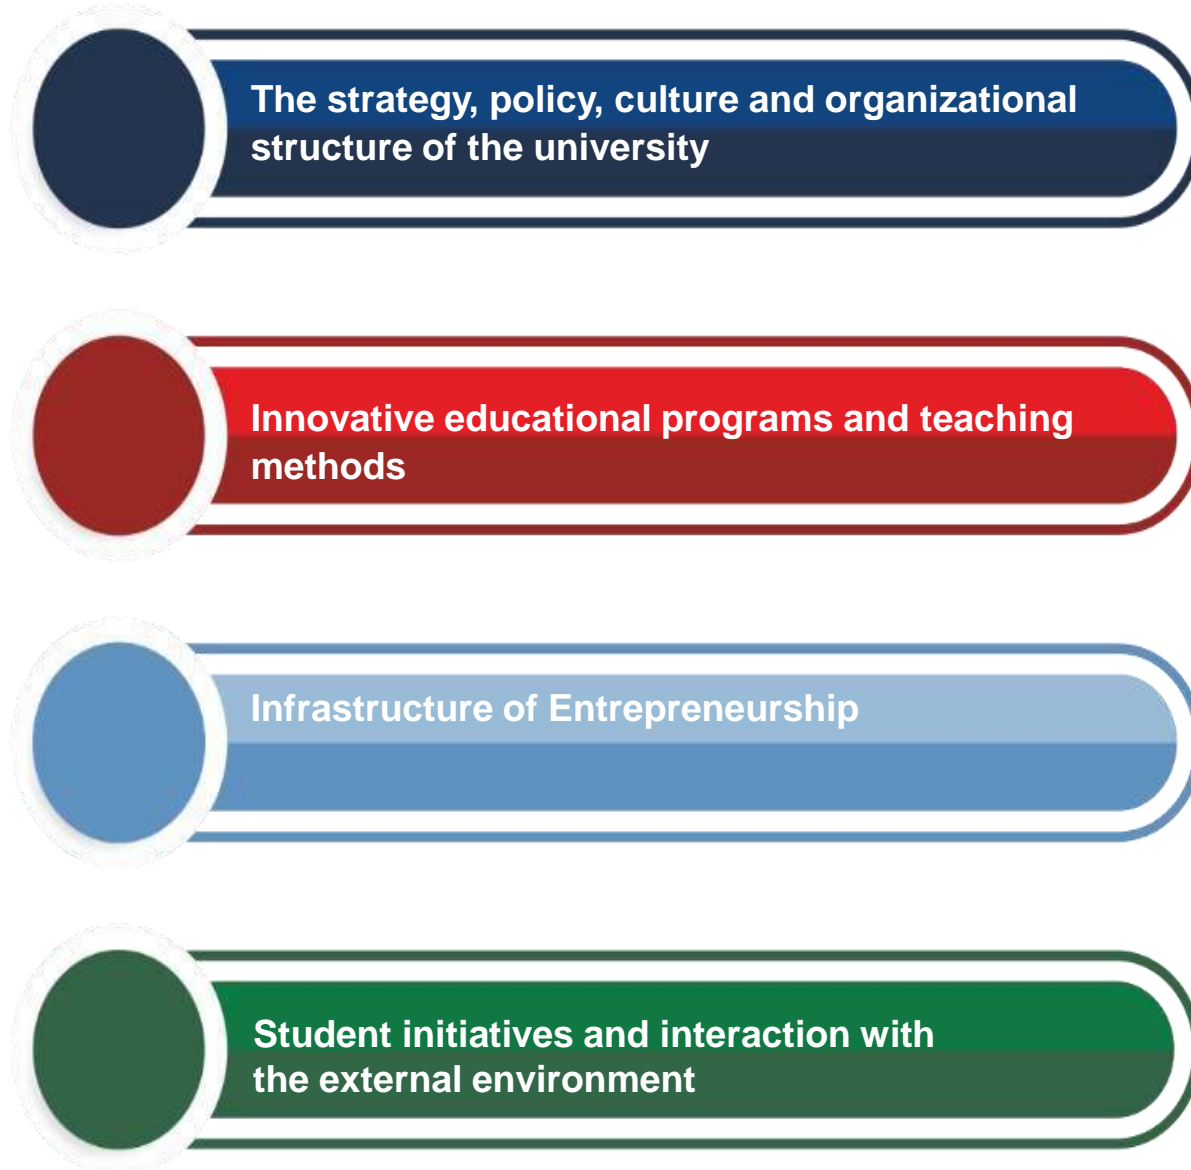 The strategy, policy, culture and organizational
structure of the university
Innovative educational programs and teaching
methods
Infrastructure of Entrepreneurship
Student initiatives and interaction with
the external environment